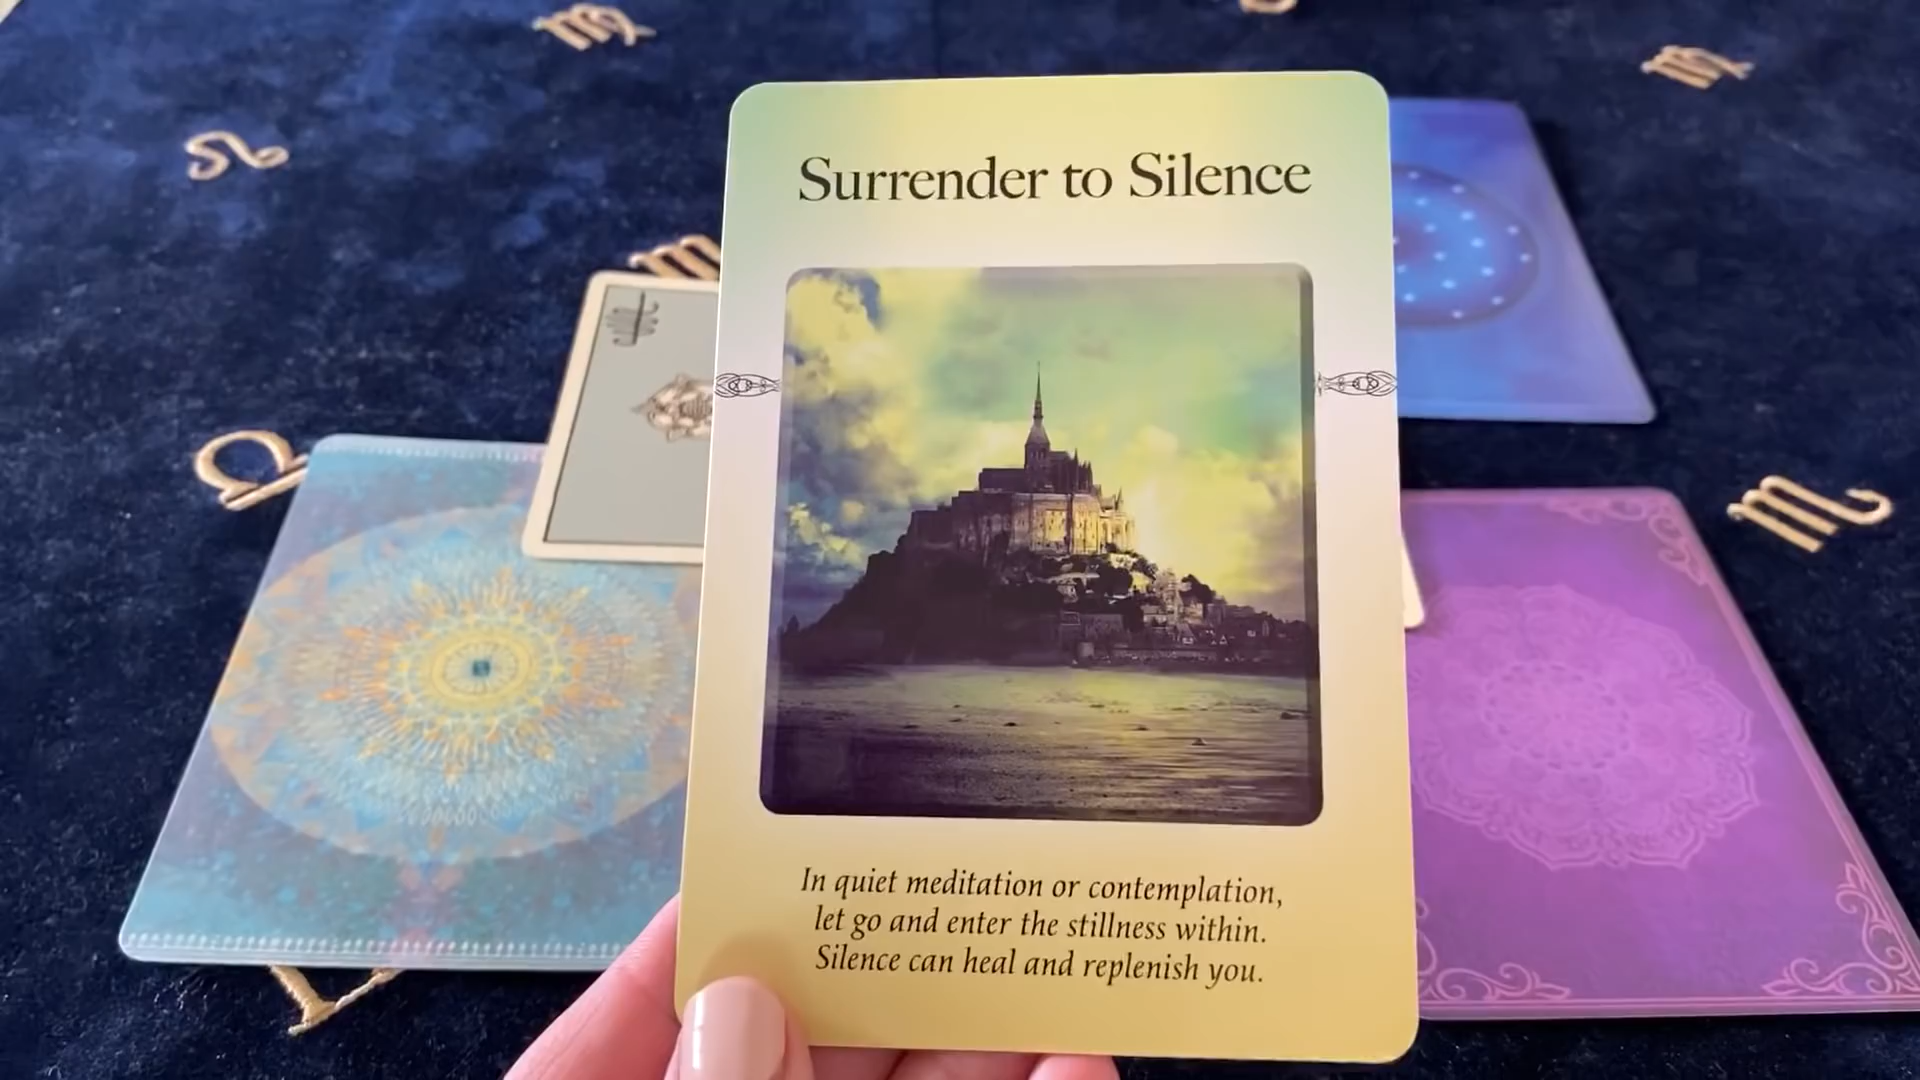 Surrender to Silence
In quiet meditation or contemplation,
let go and enter the stillness within.
Silence can heal and replenish you.